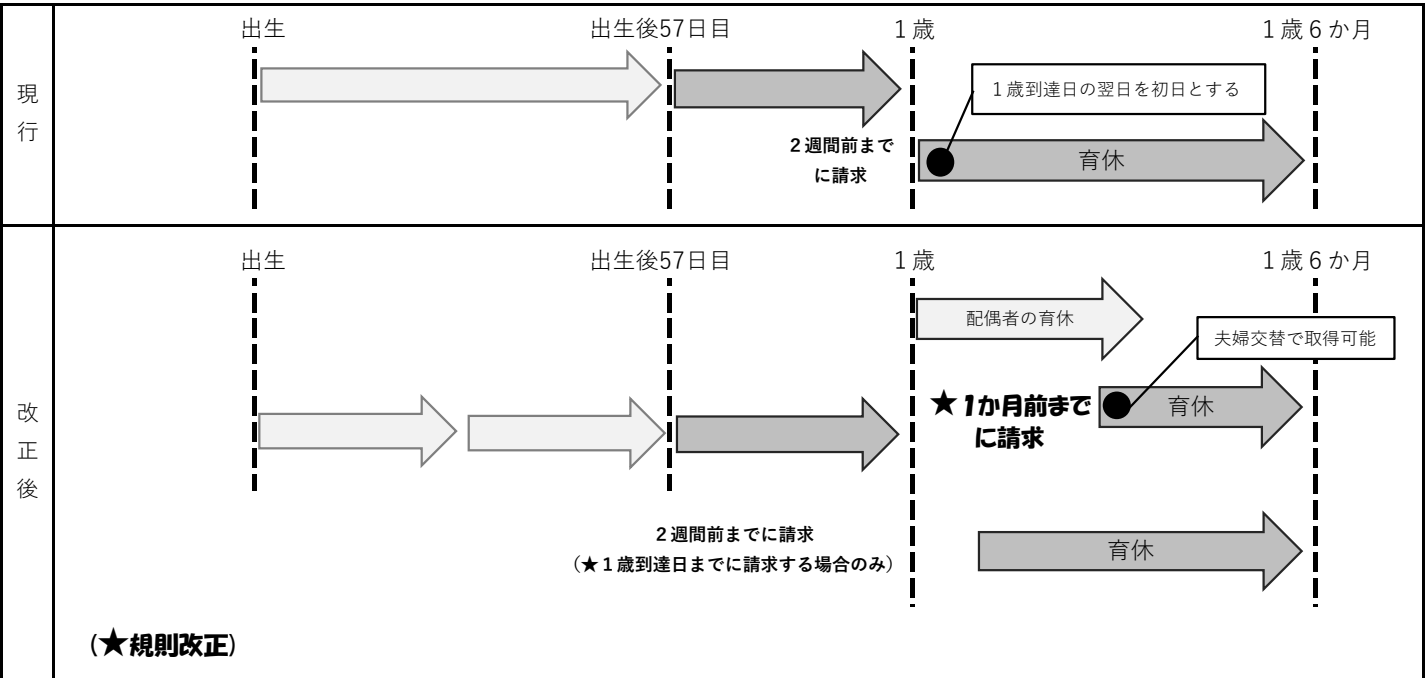 現行
出生
出生後57日目
１歳
１歳６か月
１歳到達日の翌日を初日とする
２週間前まで
に請求
育休
改正後
出生
出生後57日目
１歳
１歳６か月
配偶者の育休
夫婦交替で取得可能
★1か月前まで
に請求
育休
２週間前までに請求
（★１歳到達日までに請求する場合のみ）
育休
(★規則改正)